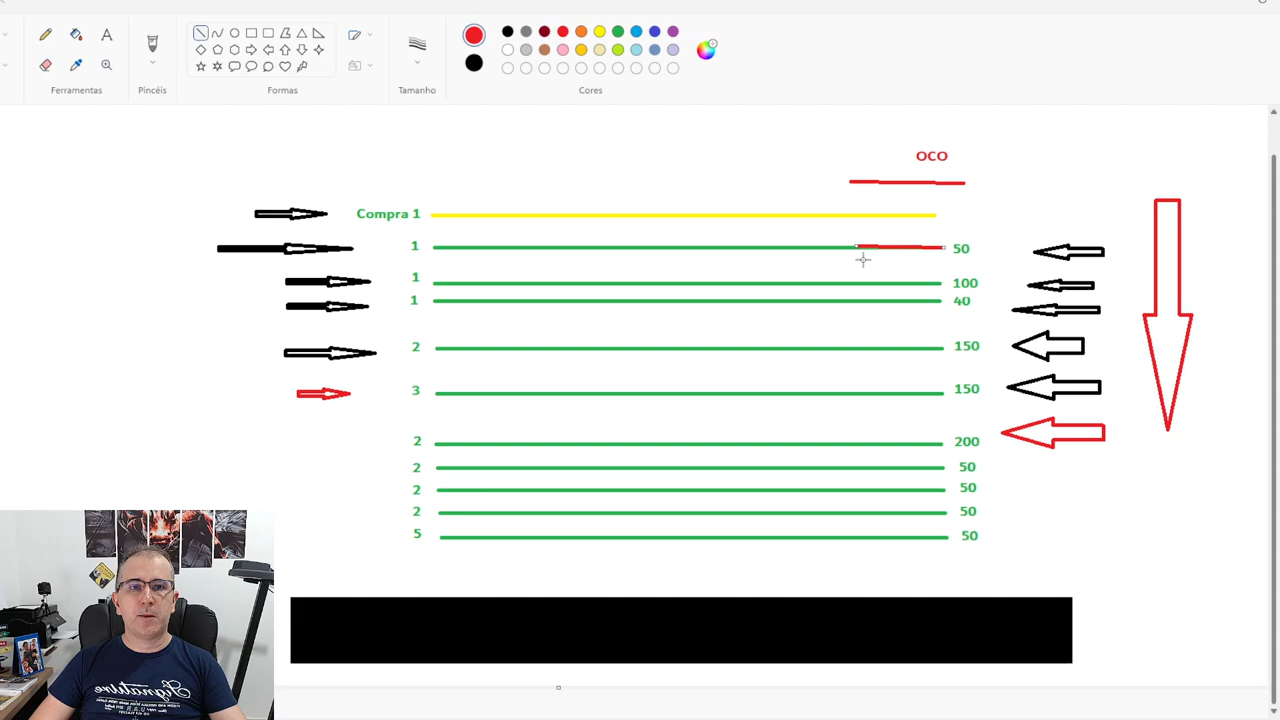 Ferramentas
Pincéis
Formas
Tamanho
Cores
OCO
Compra 1
1 50
1 100
1 40
2 150
3 150
2 200
2 50
2 50
2 50
5 50
Signature